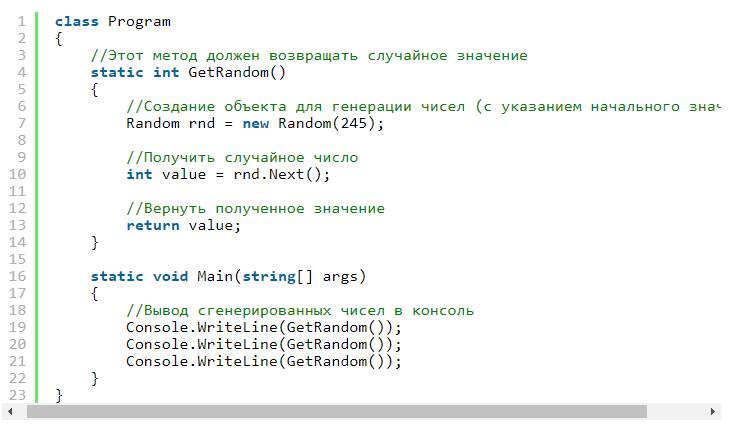 1 class Program
2 {
3 //Этот метод должен возвращать случайное значение
4 static int GetRandom()
5 {
6 //Создание объекта для генерации чисел (с указанием начального знач
7 Random rnd = new Random(245);
8
9 //Получить случайное число
10 int value = rnd.Next();
11
12 //Вернуть полученное значение
13 return value;
14 }
15
16 static void Main(string[] args)
17 {
18 //Вывод сгенерированных чисел в консоль
19 Console.WriteLine(GetRandom());
20 Console.WriteLine(GetRandom());
21 Console.WriteLine(GetRandom());
22 }
23 }